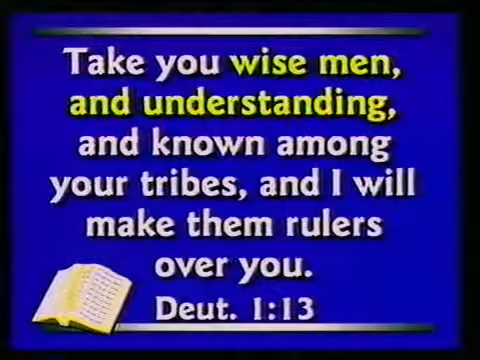 Take you wise men,
and understanding,
and known among
your tribes, and I will
make them rulers
over you.
Deut. 1:13